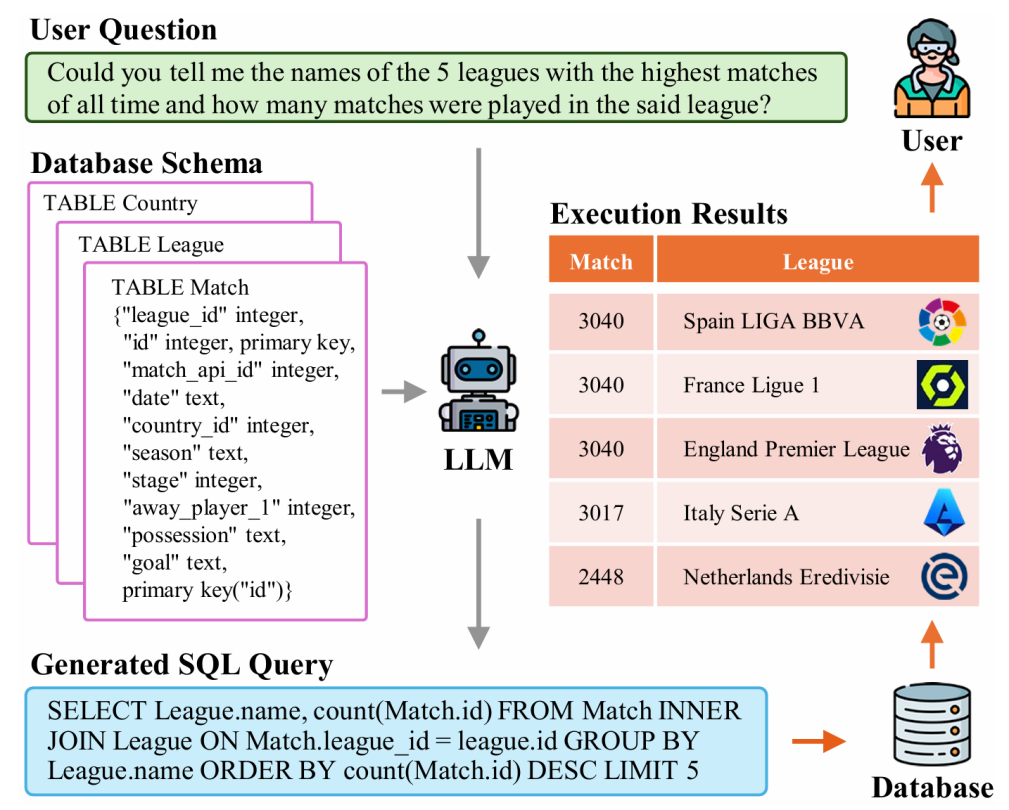 User Question
Could you tell me the names of the 5 leagues with the highest matches
of all time and how many matches were played in the said league?
User
Database Schema
TABLE Country
TABLE League
TABLE Match
{"league_id" integer,
"id" integer, primary key,
"match_api_id" integer,
"date" text,
"country_id" integer,
"season" text,
"stage" integer,
"away_player_1" integer,
"possession" text,
"goal" text,
primary key("id")}
LLM
Execution Results
Match League
3040 Spain LIGA BBVA
3040 France Ligue 1
3040 England Premier League
3017 Italy Serie A
2448 Netherlands Eredivisie
Generated SQL Query
SELECT League.name, count(Match.id) FROM Match INNER
JOIN League ON Match.league_id = league.id GROUP BY
League.name ORDER BY count(Match.id) DESC LIMIT 5
Database